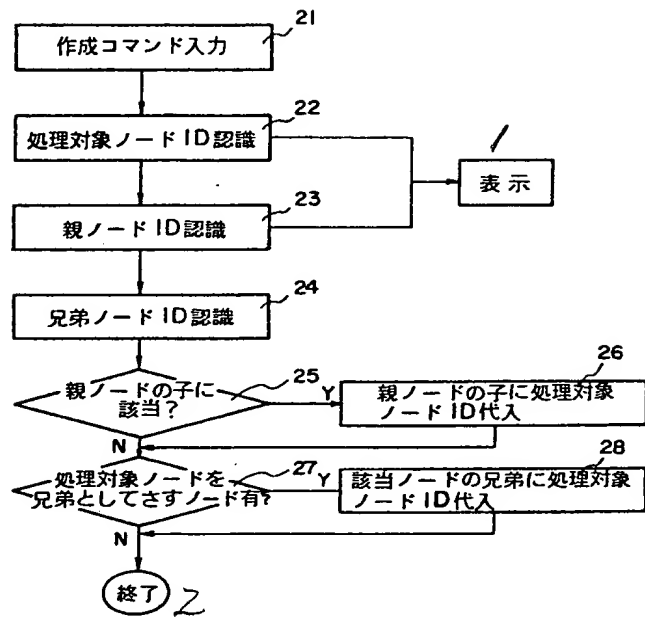 21
作成コマンド入力
22
処理対象ノードID認識
1
表示
23
親ノードID認識
24
兄弟ノードID認識
25
親ノードの子に
該当?
Y
26
親ノードの子に処理対象
ノードID代入
N
27
処理対象ノードを
兄弟としてさすノード有?
Y
28
該当ノードの兄弟に処理対象
ノードID代入
N
終了
2